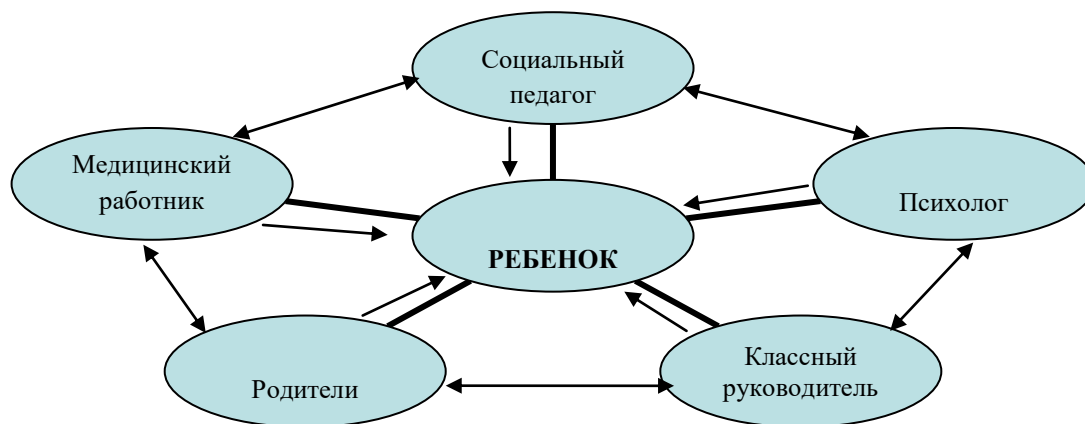 Социальный
педагог
Медицинский
работник
Психолог
РЕБЕНОК
Родители
Классный
руководитель